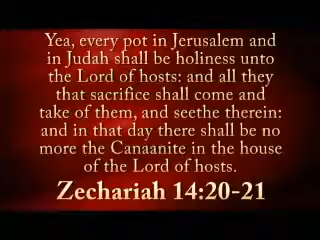 Yea, every pot in Jerusalem and
in Judah shall be holiness unto
the Lord of hosts: and all they
that sacrifice shall come and
take of them, and seethe therein:
and in that day there shall be no
more the Canaanite in the house
of the Lord of hosts.
Zechariah 14:20-21